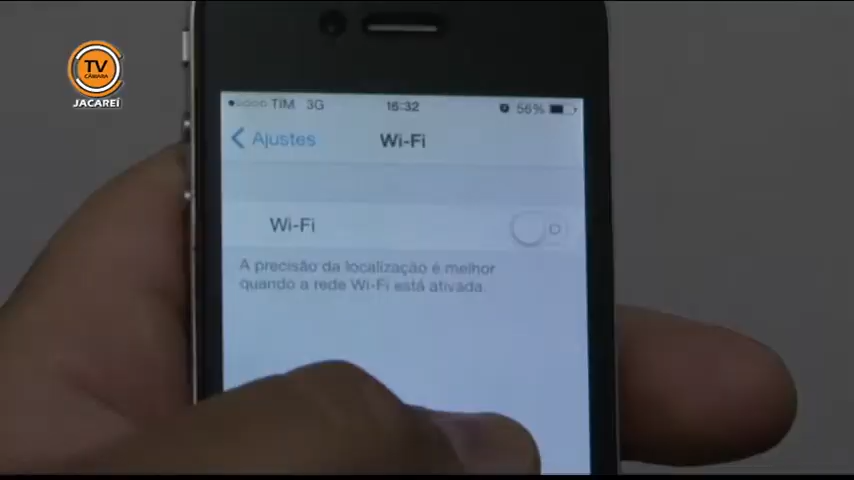 TV
CÂMARA
JACAREÍ
TIM 3G 16:32 56%
Ajustes Wi-Fi
Wi-Fi
A precisão da localização é melhor
quando a rede Wi-Fi está ativada.